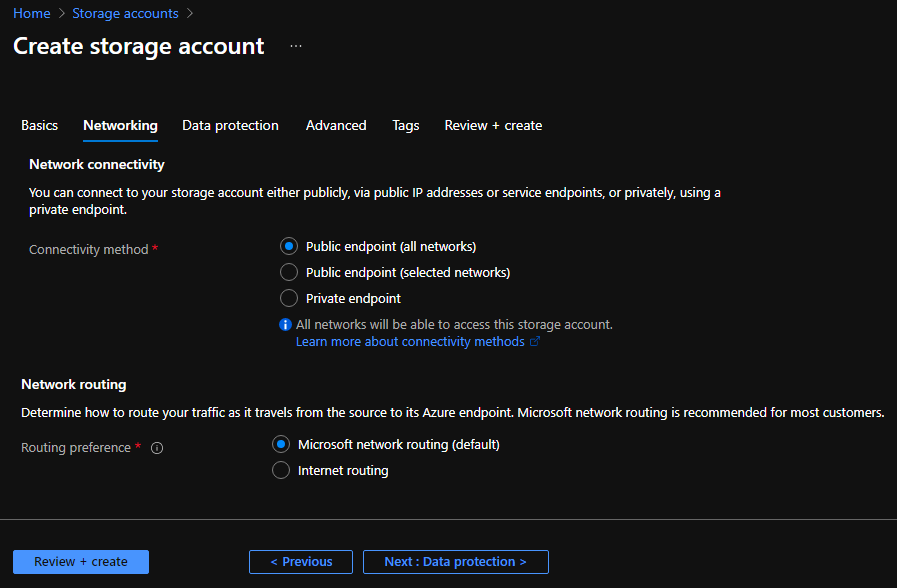 Home > Storage accounts >
Create storage account ...
Basics Networking Data protection Advanced Tags Review + create
Network connectivity
You can connect to your storage account either publicly, via public IP addresses or service endpoints, or privately, using a
private endpoint.
Connectivity method *
Public endpoint (all networks)
Public endpoint (selected networks)
Private endpoint
All networks will be able to access this storage account.
Learn more about connectivity methods
Network routing
Determine how to route your traffic as it travels from the source to its Azure endpoint. Microsoft network routing is recommended for most customers.
Routing preference *
Microsoft network routing (default)
Internet routing
Review + create < Previous Next : Data protection >